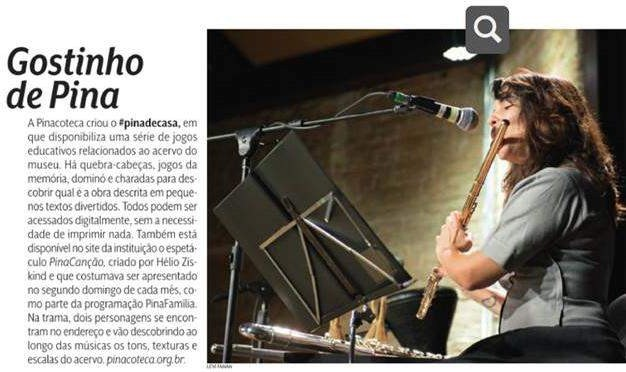 Gostinho
de Pina
A Pinacoteca criou o #pinadecasa, em
que disponibiliza uma série de jogos
educativos relacionados ao acervo do
museu. Há quebra-cabeças, jogos da
memória, dominó e charadas para des-
cobrir qual é a obra descrita em peque-
nos textos divertidos. Todos podem ser
acessados digitalmente, sem a necessi-
dade de imprimir nada. Também está
disponível no site da instituição o espetá-
culo PinaCanção, criado por Hélio Zis-
kind e que costumava ser apresentado
no segundo domingo de cada mês, co-
mo parte da programação PinaFamília.
Na trama, dois personagens se encon-
tram no endereço e vão descobrindo ao
longo das músicas os tons, texturas e
escalas do acervo. pinacoteca.org.br.